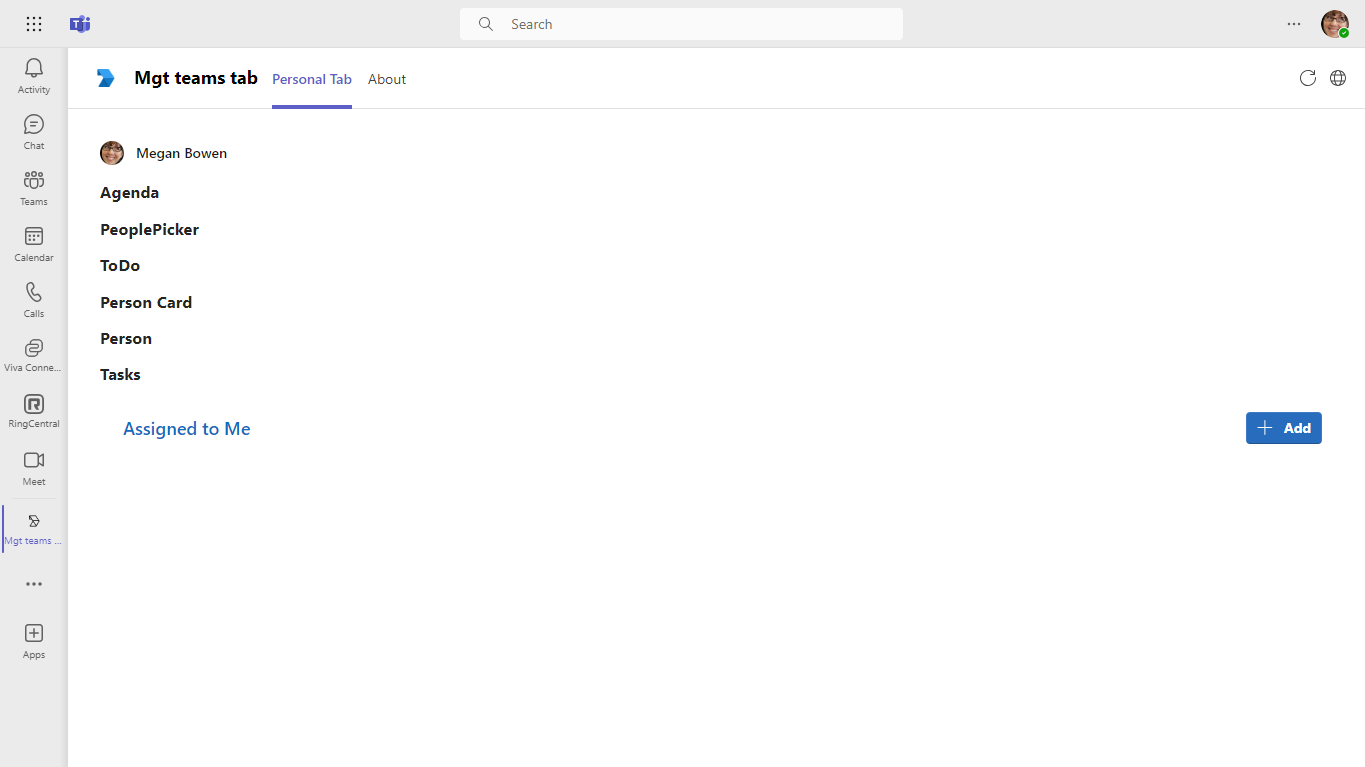 Search
Activity
Chat
Teams
Calendar
Calls
Viva Conne...
RingCentral
Meet
Mgt teams ...
Apps
Mgt teams tab
Personal Tab
About
Megan Bowen
Agenda
PeoplePicker
ToDo
Person Card
Person
Tasks
Assigned to Me
Add